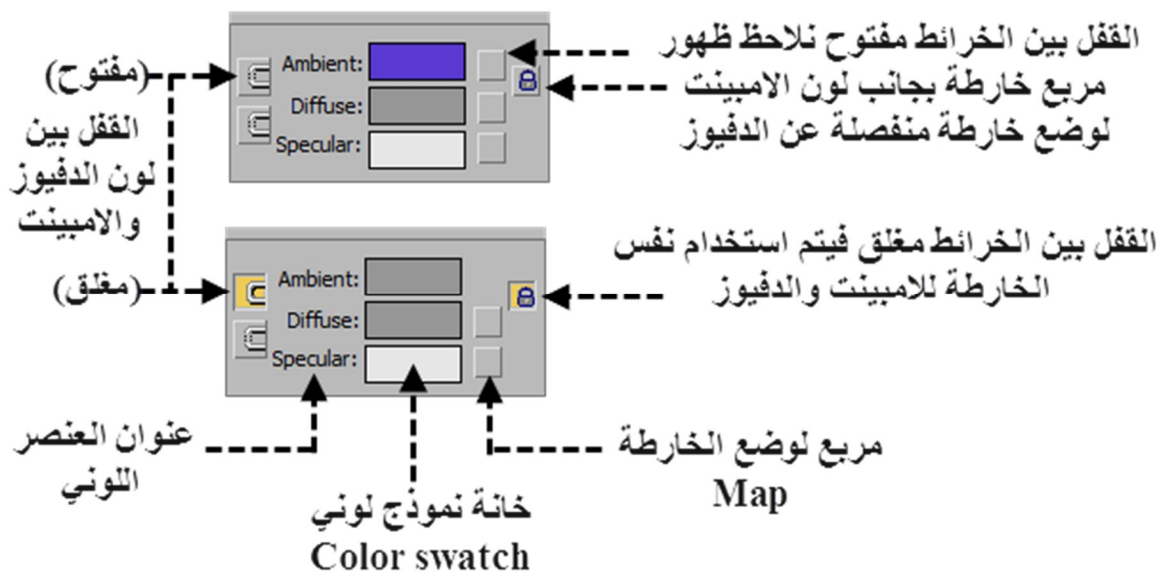 القفل بين الخرائط مفتوح نلاحظ ظهور
مربع خارطة بجانب لون الامبينت
لوضع خارطة منفصلة عن الدفيوز
Ambient:
Diffuse:
Specular:
(مفتوح)
القفل بين
لون الدفيوز
والامبينت
(مغلق)
القفل بين الخرائط مغلق فيتم استخدام نفس
الخارطة للامبينت والدفيوز
Ambient:
Diffuse:
Specular:
مربع لوضع الخارطة
Map
خانة نموذج لوني
Color swatch
عنوان العنصر
اللوني